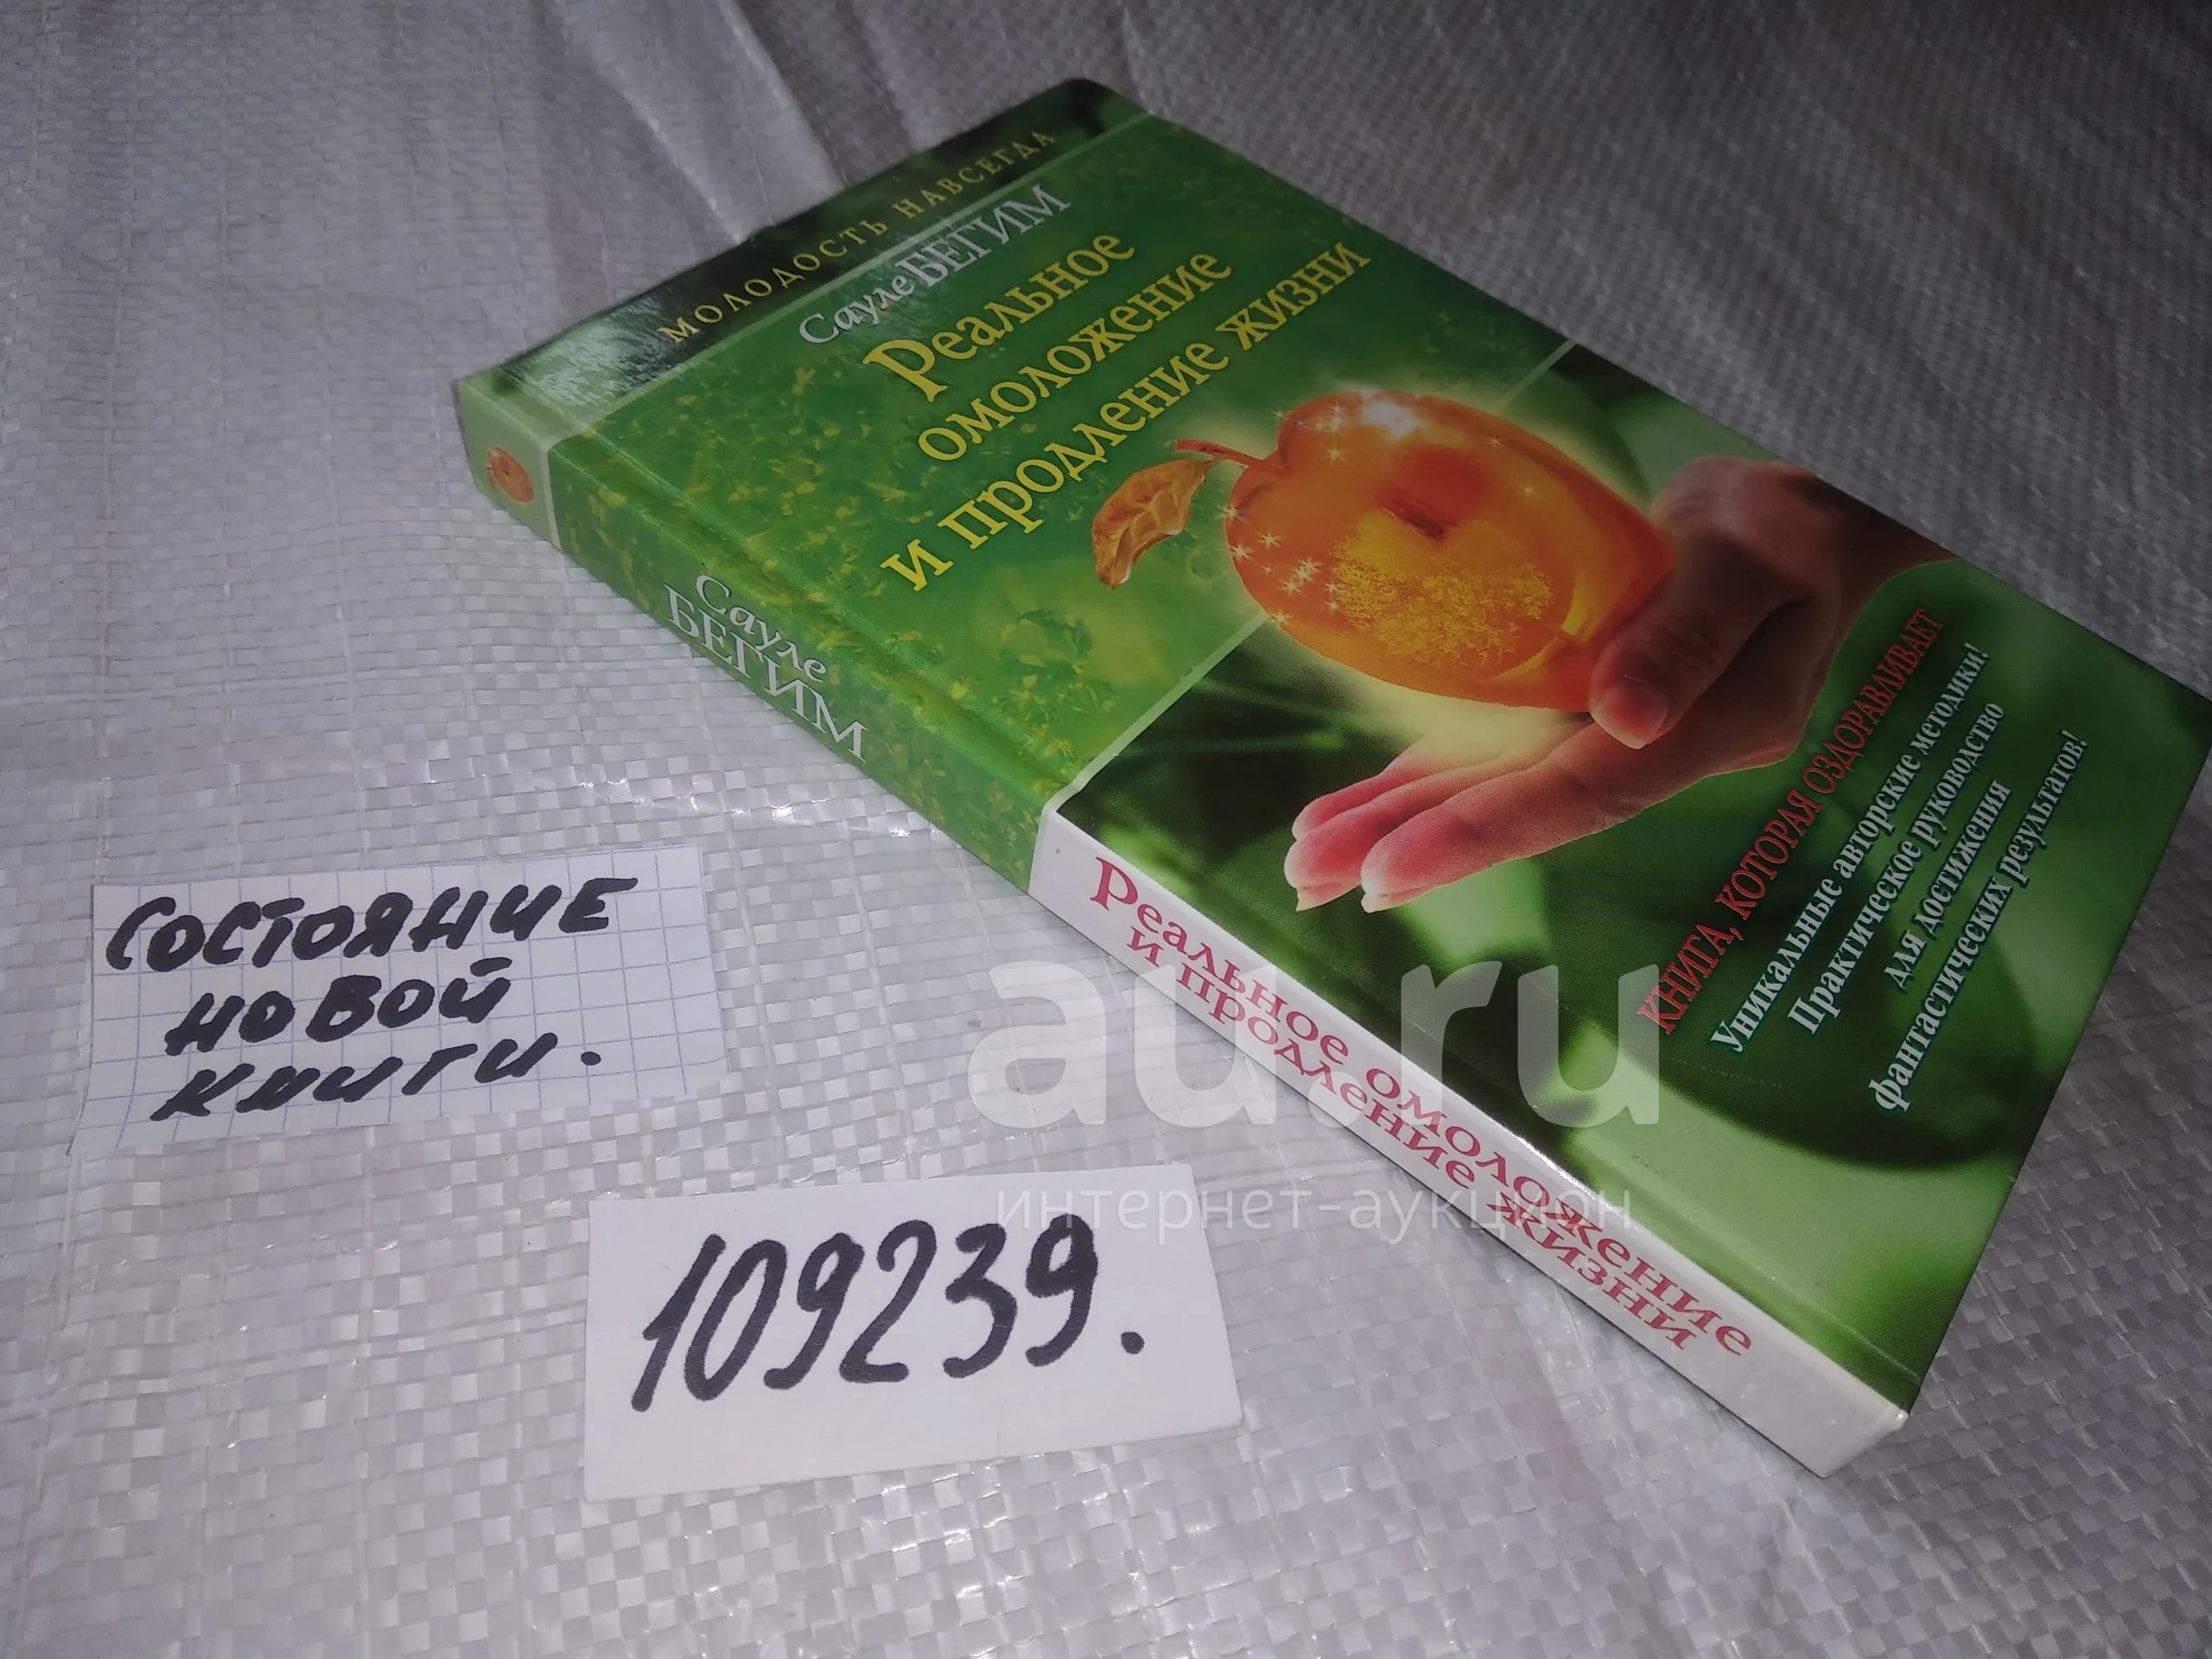 МОЛОДОСТЬ НАВСЕГДА
Сауле БЕГИМ
Реальное
омоложение
и продление жизни
КНИГА, КОТОРАЯ ОЗДОРАВЛИВАЕТ
Уникальные авторские методики!
Практическое руководство
для достижения
фантастических результатов!
Сауле
БЕГИМ
Реальное омоложение
и продление жизни
СОСТОЯНИЕ
НОВОЙ
КНИГИ.
109239.
au.ru
интернет-аукцион